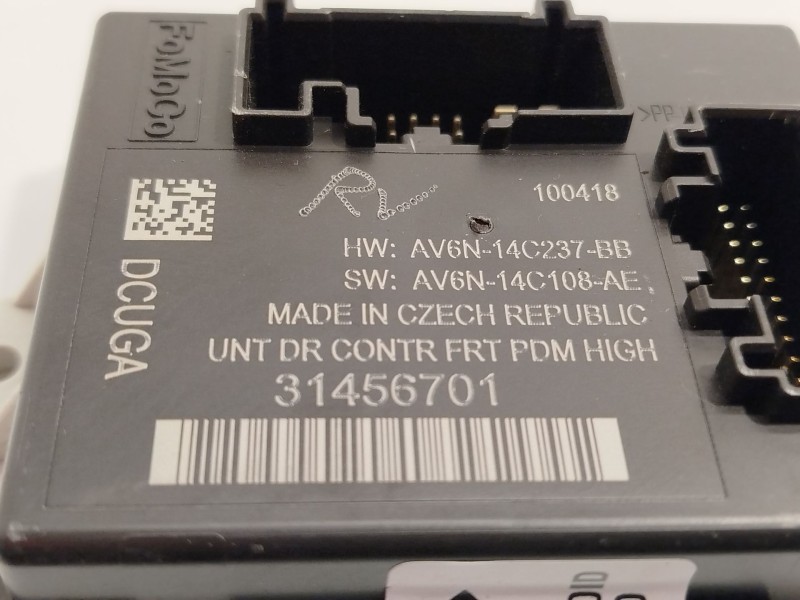 FoMoCo
>PP
100418
HW: AV6N-14C237-BB
SW: AV6N-14C108-AE
MADE IN CZECH REPUBLIC
UNT DR CONTR FRT PDM HIGH
31456701
DCUGA